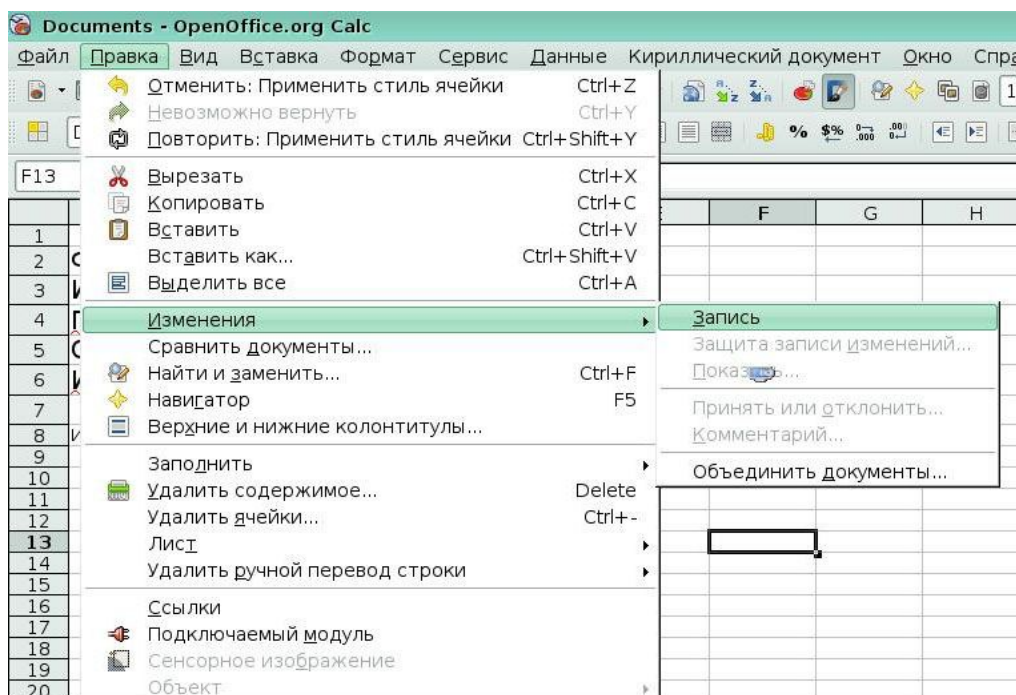 Documents - OpenOffice.org Calc
Файл Правка Вид Вставка Формат Сервис Данные Кириллический документ Окно
Отменить: Применить стиль ячейки Ctrl+Z
Невозможно вернуть Ctrl+Y
Повторить: Применить стиль ячейки Ctrl+Shift+Y
F13
Вырезать Ctrl+X
Копировать Ctrl+C
Вставить Ctrl+V
Вставить как... Ctrl+Shift+V
Выделить все Ctrl+A
Изменения
Сравнить документы...
Найти и заменить... Ctrl+F
Навигатор F5
Верхние и нижние колонтитулы...
Заполнить
Удалить содержимое... Delete
Удалить ячейки... Ctrl+-
Лист
Удалить ручной перевод строки
Ссылки
Подключаемый модуль
Сенсорное изображение
Объект
Запись
Защита записи изменений...
Принять или отклонить...
Комментарий...
Объединить документы...
F G H
1
2
3
4
5
6
7
8
9
10
11
12
13
14
15
16
17
18
19
20